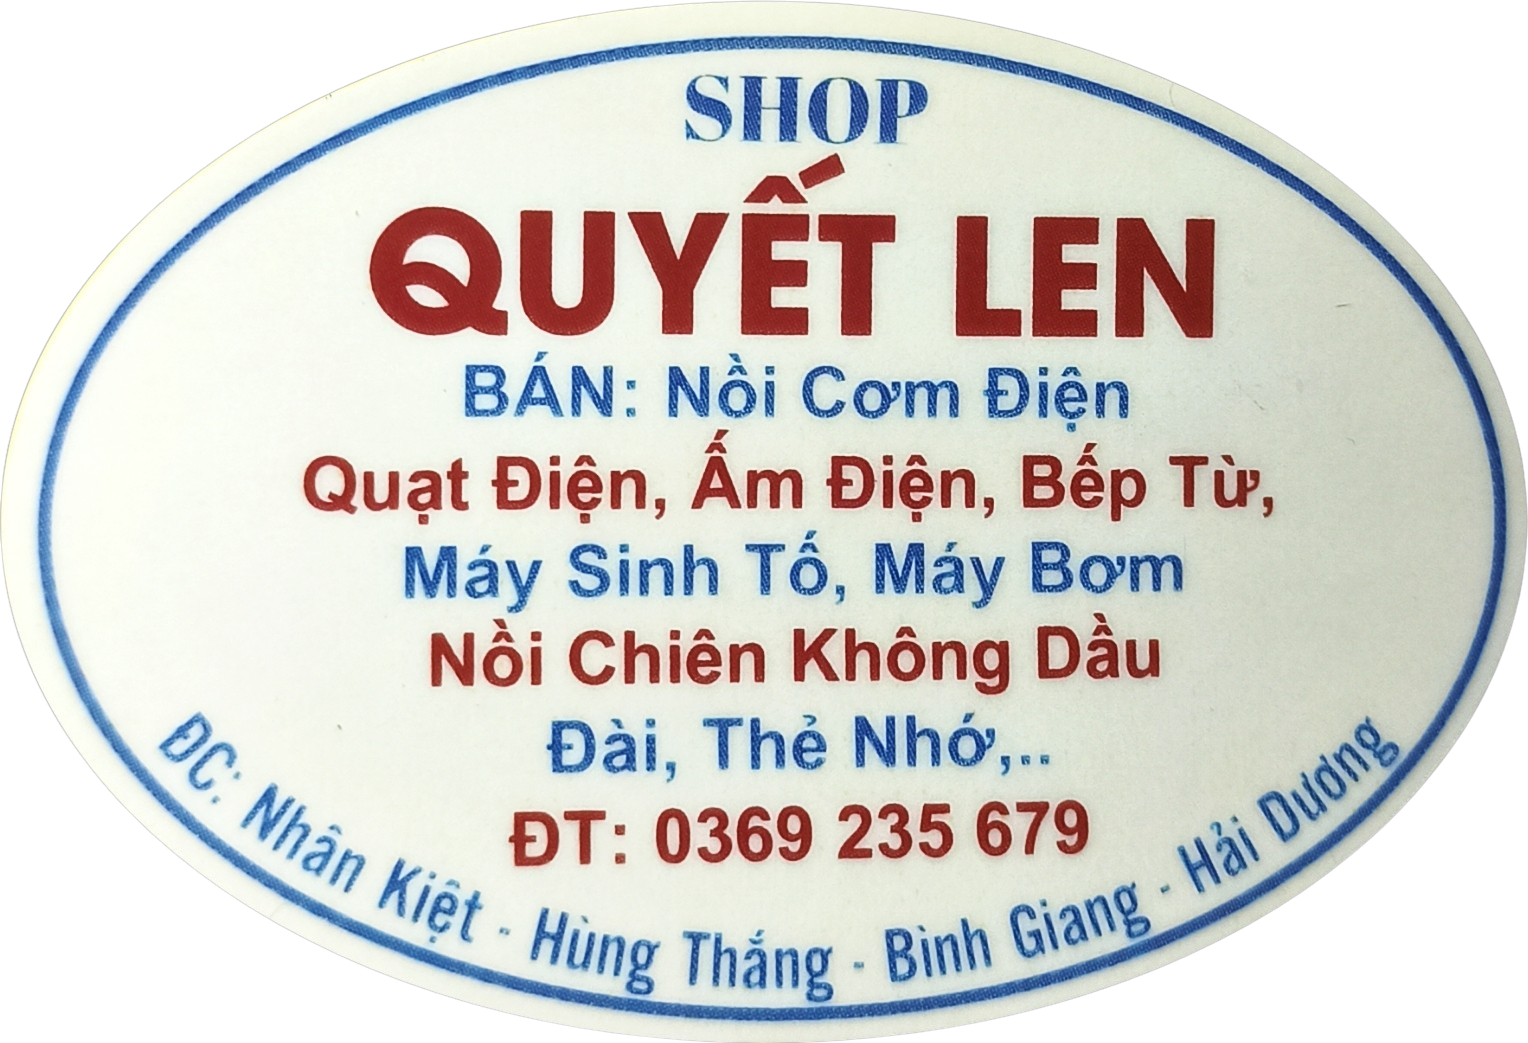 SHOP
QUYẾT LEN
BÁN: Nồi Cơm Điện
Quạt Điện, Ấm Điện, Bếp Từ,
Máy Sinh Tố, Máy Bơm
Nồi Chiên Không Dầu
Đài, Thẻ Nhớ,..
ĐT: 0369 235 679
ĐC: Nhân Kiệt - Hùng Thắng - Bình Giang - Hải Dương